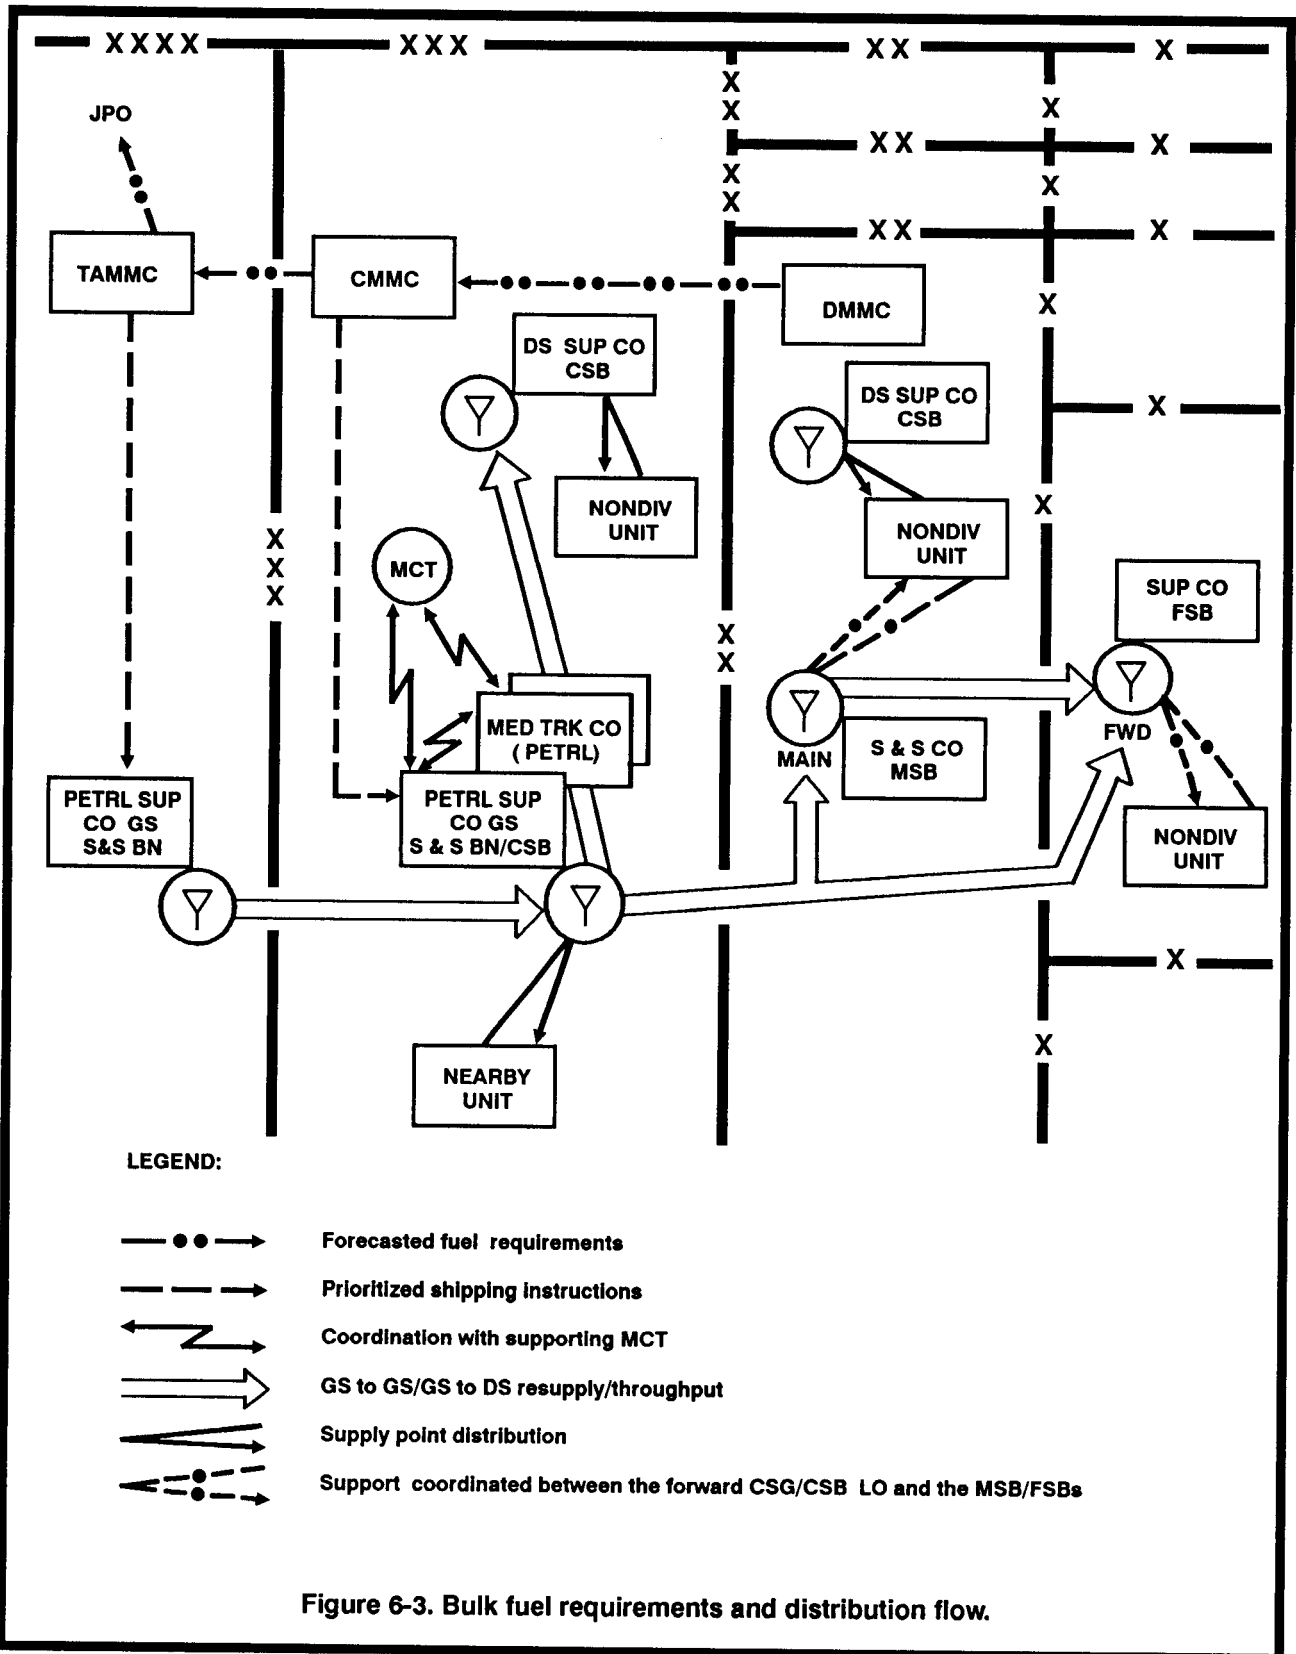 XXXX
XXX
XX
X
X
X
X
XX
X
X
X
X
XX
X
JPO
TAMMC
CMMC
DMMC
X
DS SUP CO
CSB
DS SUP CO
CSB
X
NONDIV
UNIT
NONDIV
UNIT
X
X
X
X
MCT
SUP CO
FSB
X
X
MED TRK CO
( PETRL)
MAIN
S & S CO
MSB
FWD
PETRL SUP
CO GS
S&S BN
PETRL SUP
CO GS
S & S BN/CSB
NONDIV
UNIT
X
X
NEARBY
UNIT
LEGEND:
Forecasted fuel requirements
Prioritized shipping instructions
Coordination with supporting MCT
GS to GS/GS to DS resupply/throughput
Supply point distribution
Support coordinated between the forward CSG/CSB LO and the MSB/FSBs
Figure 6-3. Bulk fuel requirements and distribution flow.